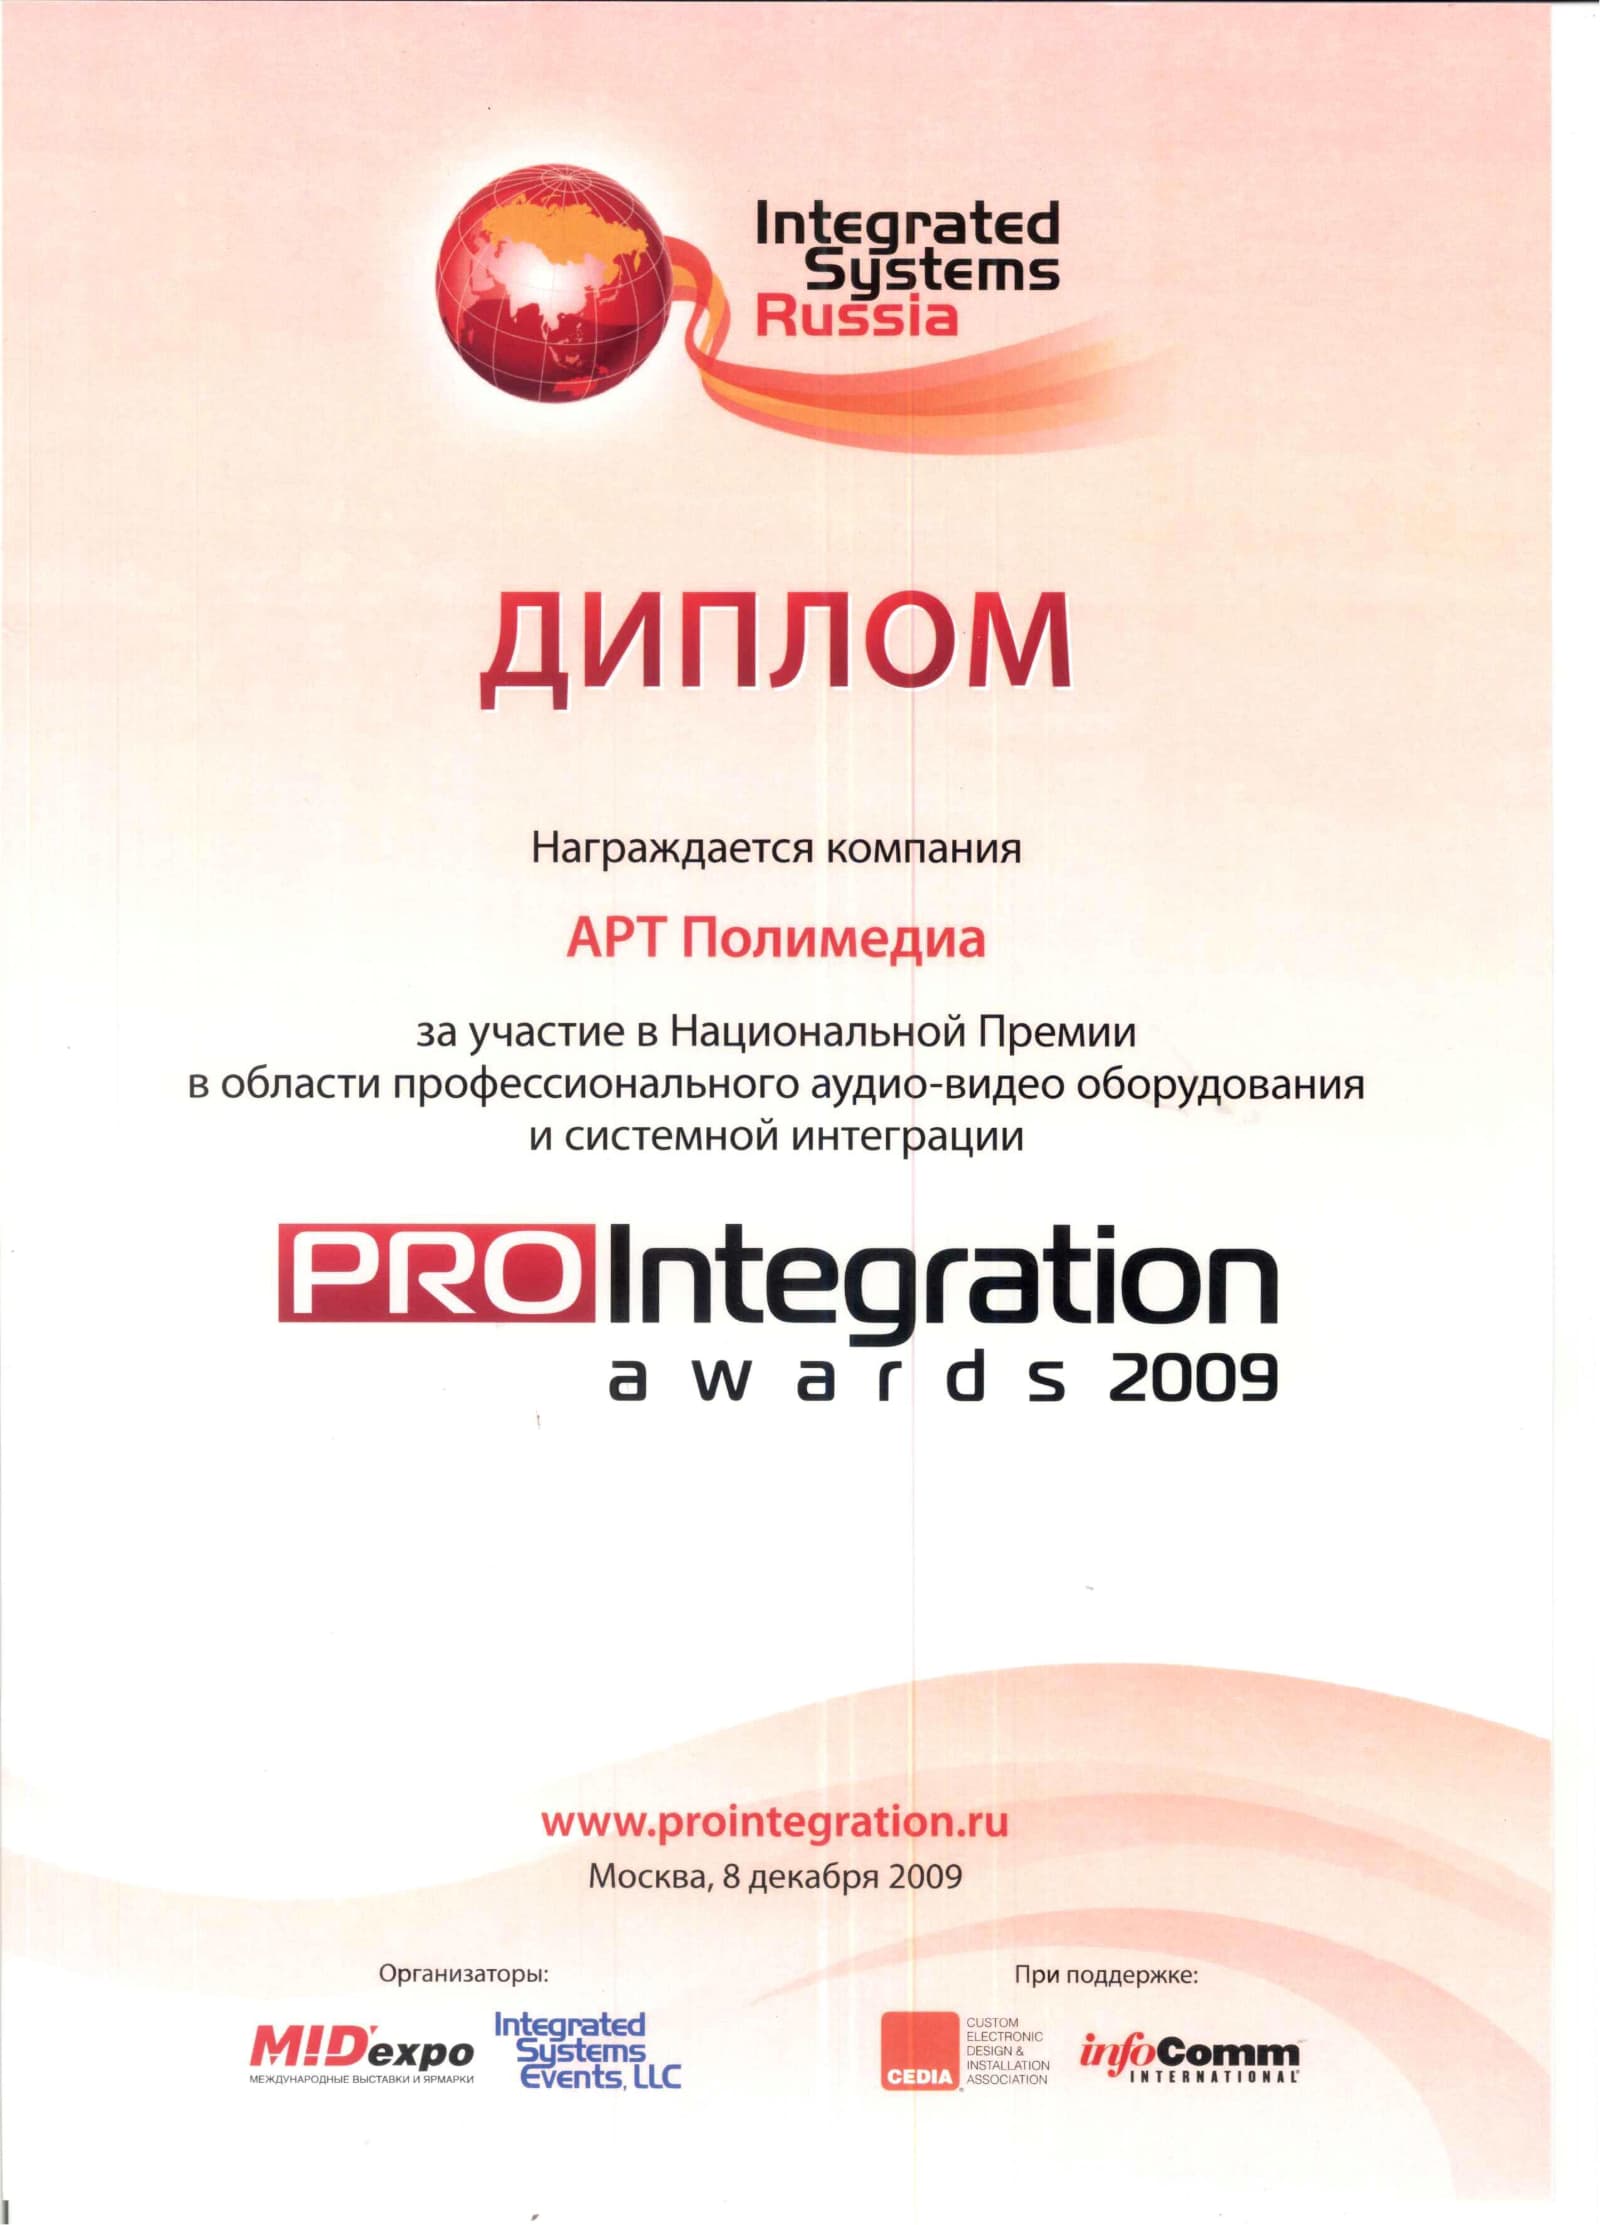 Integrated
Systems
Russia
ДИПЛОМ
Награждается компания
АРТ Полимедиа
за участие в Национальной Премии
в области профессионального аудио-видео оборудования
и системной интеграции
PROIntegration
awards 2009
www.prointegration.ru
Москва, 8 декабря 2009
Организаторы:
При поддержке:
M!D'expo
МЕЖДУНАРОДНЫЕ ВЫСТАВКИ И ЯРМАРКИ
Integrated
Systems
Events, LLC
CEDIA
CUSTOM
ELECTRONIC
DESIGN &
INSTALLATION
ASSOCIATION
infoComm
INTERNATIONAL